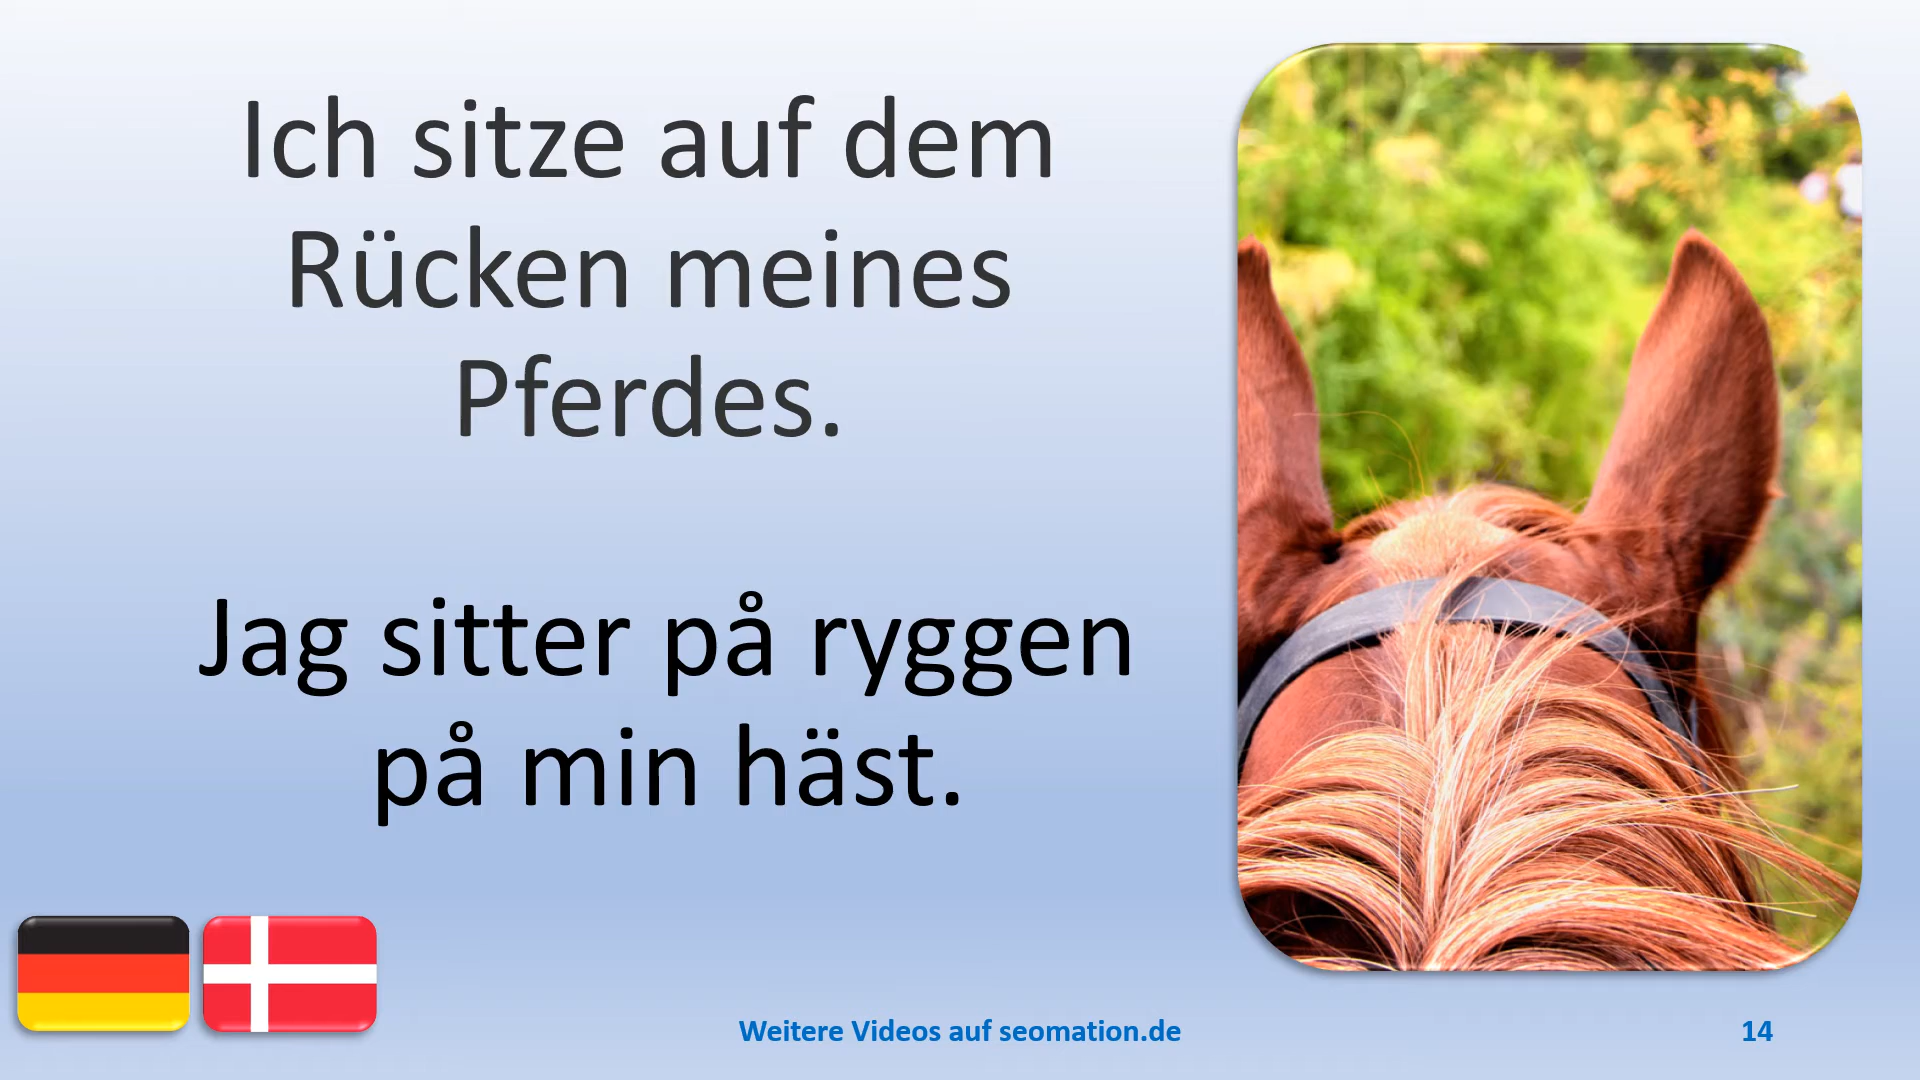 Ich sitze auf dem
Rücken meines
Pferdes.
Jag sitter på ryggen
på min häst.
Weitere Videos auf seomation.de
14